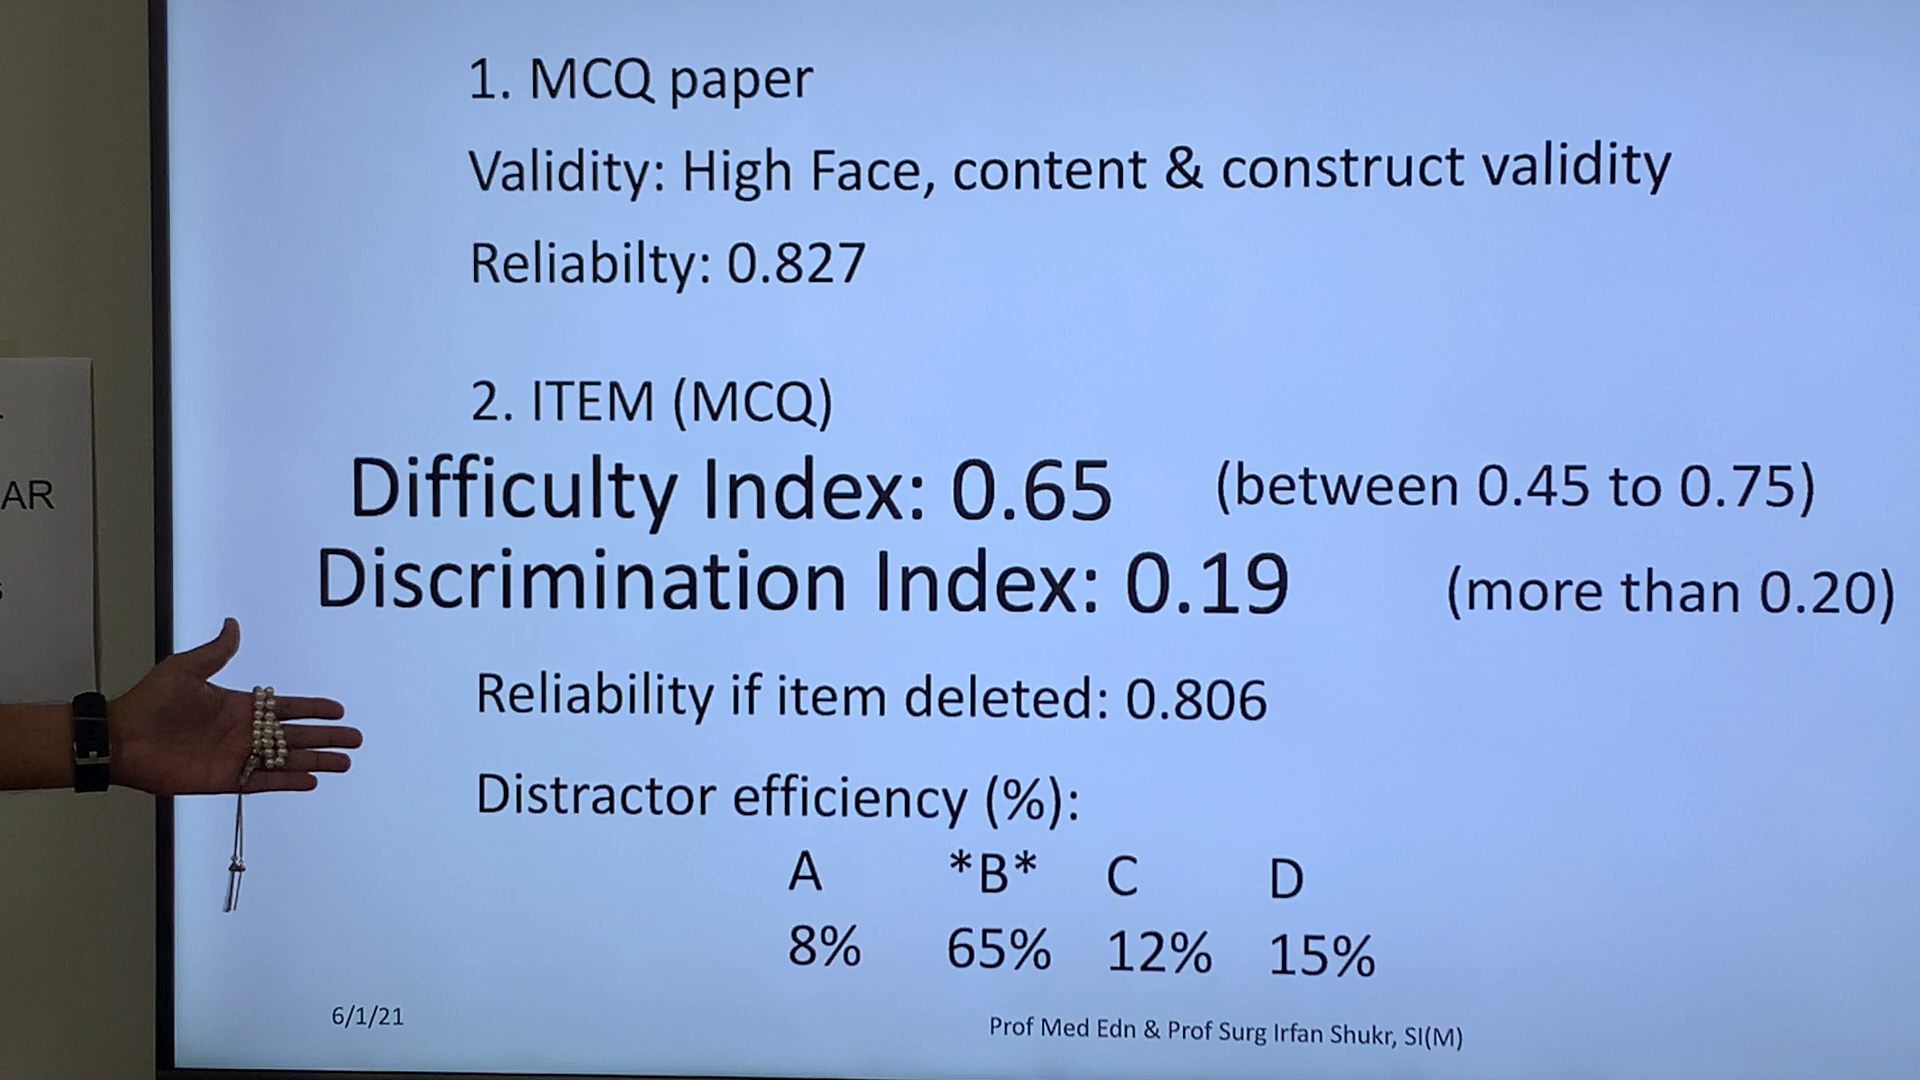 1. MCQ paper
Validity: High Face, content & construct validity
Reliabilty: 0.827
2. ITEM (MCQ)
Difficulty Index: 0.65 (between 0.45 to 0.75)
Discrimination Index: 0.19 (more than 0.20)
Reliability if item deleted: 0.806
Distractor efficiency (%):
A *B* C D
8% 65% 12% 15%
6/1/21 Prof Med Edn & Prof Surg Irfan Shukr, SI(M)
AR